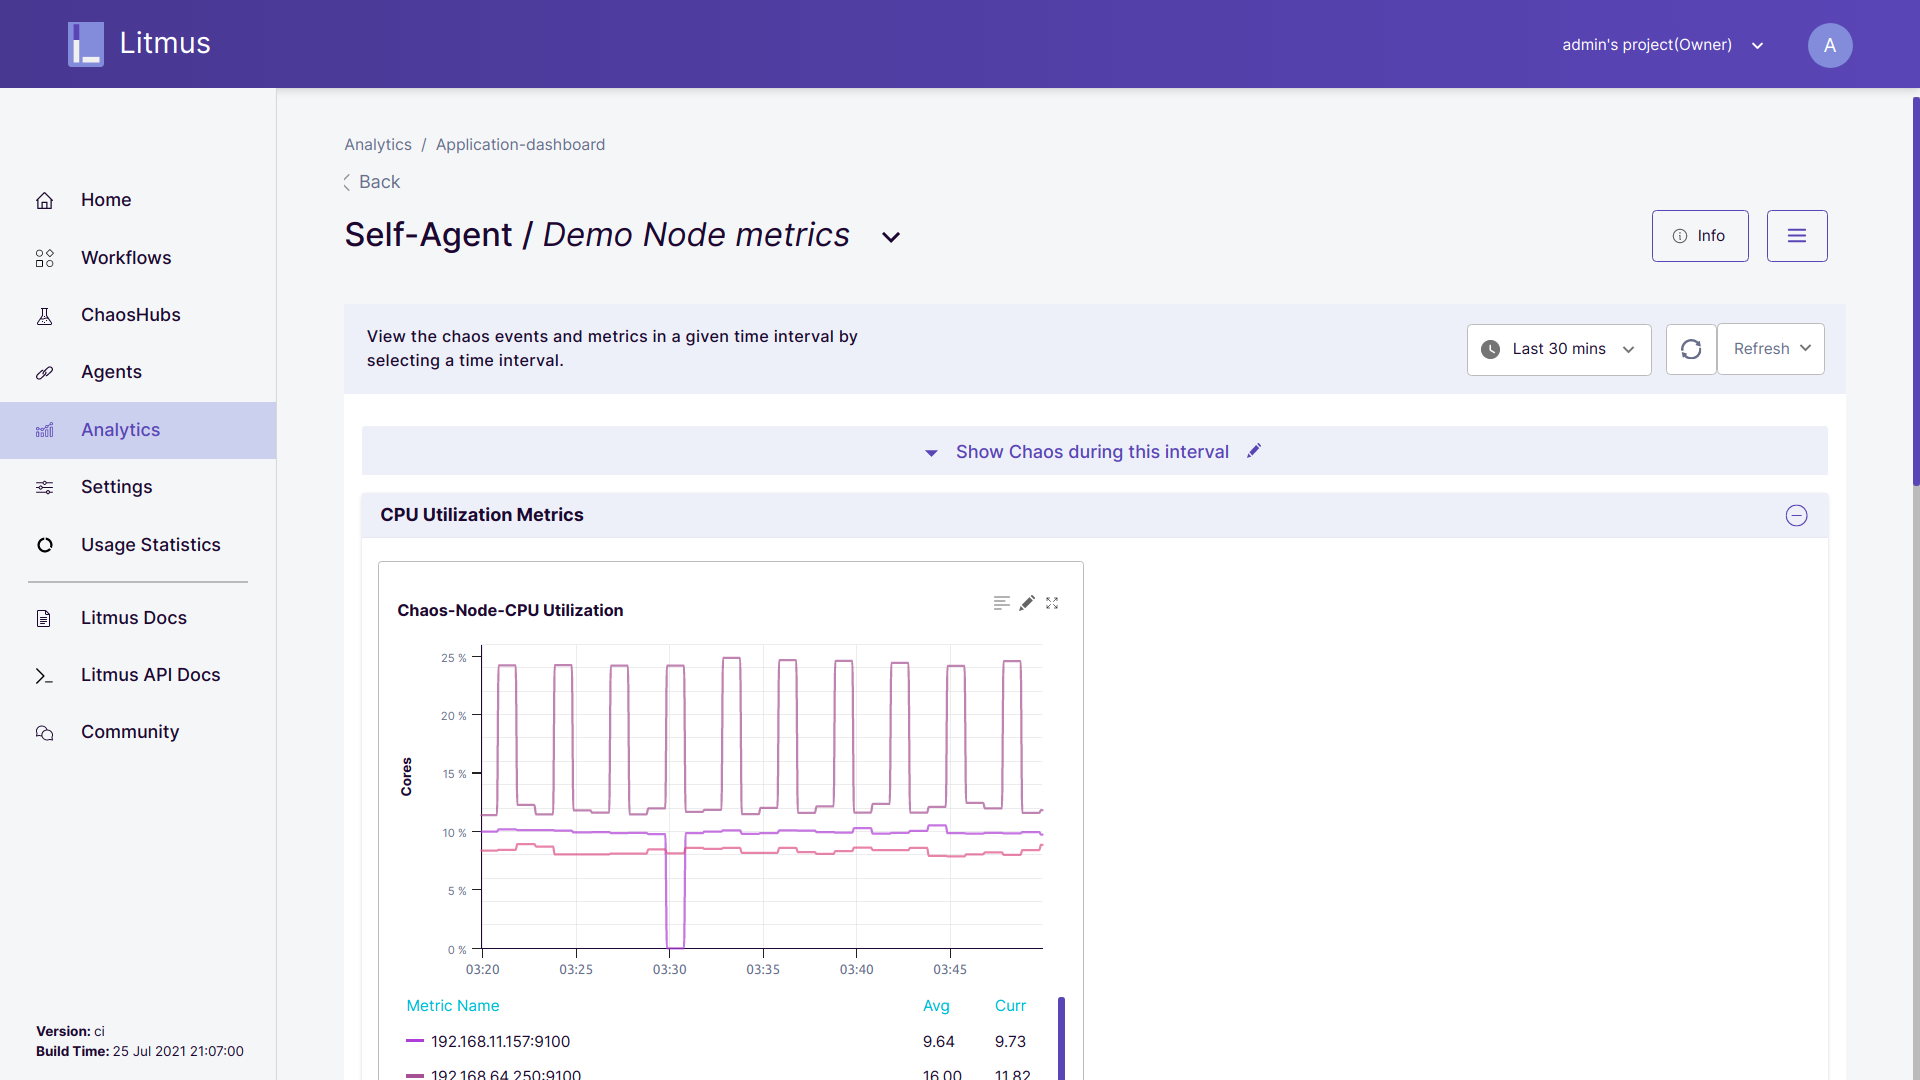 Litmus
admin's project(Owner)
A
Home
Workflows
ChaosHubs
Agents
Analytics
Settings
Usage Statistics
Litmus Docs
Litmus API Docs
Community
Version: ci
Build Time: 25 Jul 2021 21:07:00
Analytics / Application-dashboard
Back
Self-Agent / Demo Node metrics
Info
View the chaos events and metrics in a given time interval by
selecting a time interval.
Last 30 mins
Refresh
Show Chaos during this interval
CPU Utilization Metrics
Chaos-Node-CPU Utilization
25 %
20 %
15 %
10 %
5 %
0 %
Cores
03:20 03:25 03:30 03:35 03:40 03:45
Metric Name Avg Curr
192.168.11.157:9100 9.64 9.73
192.168.64.250:9100 16.00 11.82